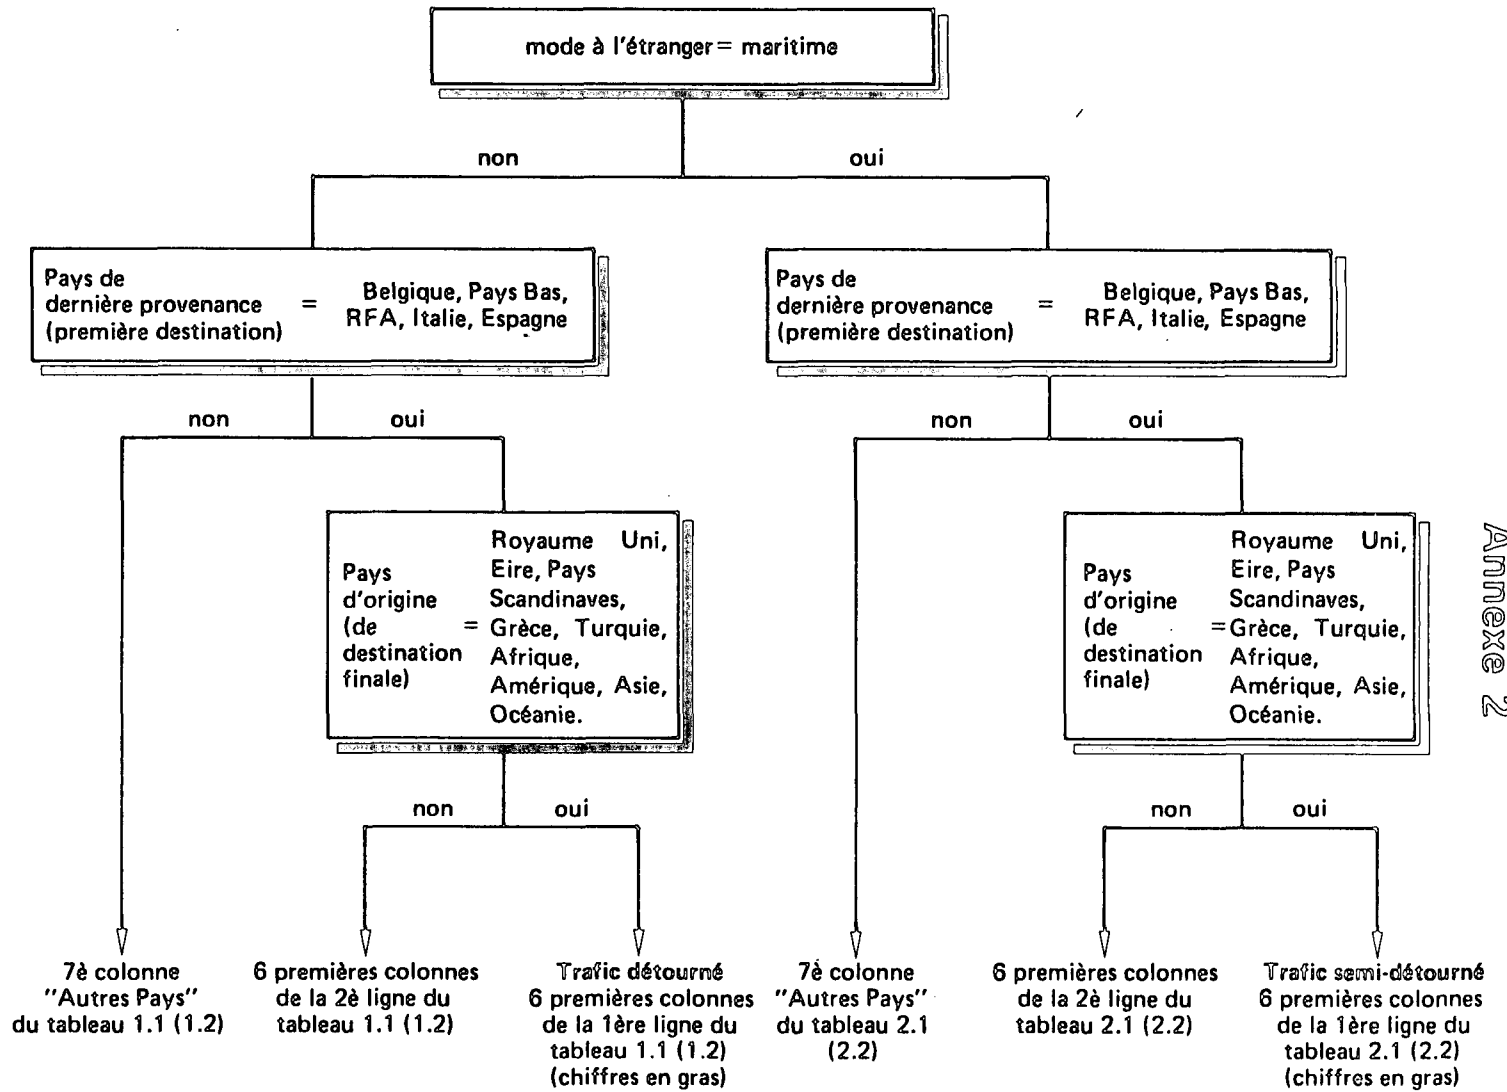 mode à l'étranger = maritime
non
oui
Pays de
dernière provenance = Belgique, Pays Bas,
(première destination) RFA, Italie, Espagne
Pays de
dernière provenance = Belgique, Pays Bas,
(première destination) RFA, Italie, Espagne
non
oui
non
oui
Pays
d'origine
(de =
destination
finale)
Royaume Uni,
Eire, Pays
Scandinaves,
Grèce, Turquie,
Afrique,
Amérique, Asie,
Océanie.
Pays
d'origine
(de =
destination
finale)
Royaume Uni,
Eire, Pays
Scandinaves,
Grèce, Turquie,
Afrique,
Amérique, Asie,
Océanie.
Annexe 2
non
oui
non
oui
7è colonne
"Autres Pays"
du tableau 1.1 (1.2)
6 premières colonnes
de la 2è ligne du
tableau 1.1 (1.2)
Trafic détourné
6 premières colonnes
de la 1ère ligne du
tableau 1.1 (1.2)
(chiffres en gras)
7è colonne
"Autres Pays"
du tableau 2.1
(2.2)
6 premières colonnes
de la 2è ligne du
tableau 2.1 (2.2)
Trafic semi-détourné
6 premières colonnes
de la 1ère ligne du
tableau 2.1 (2.2)
(chiffres en gras)